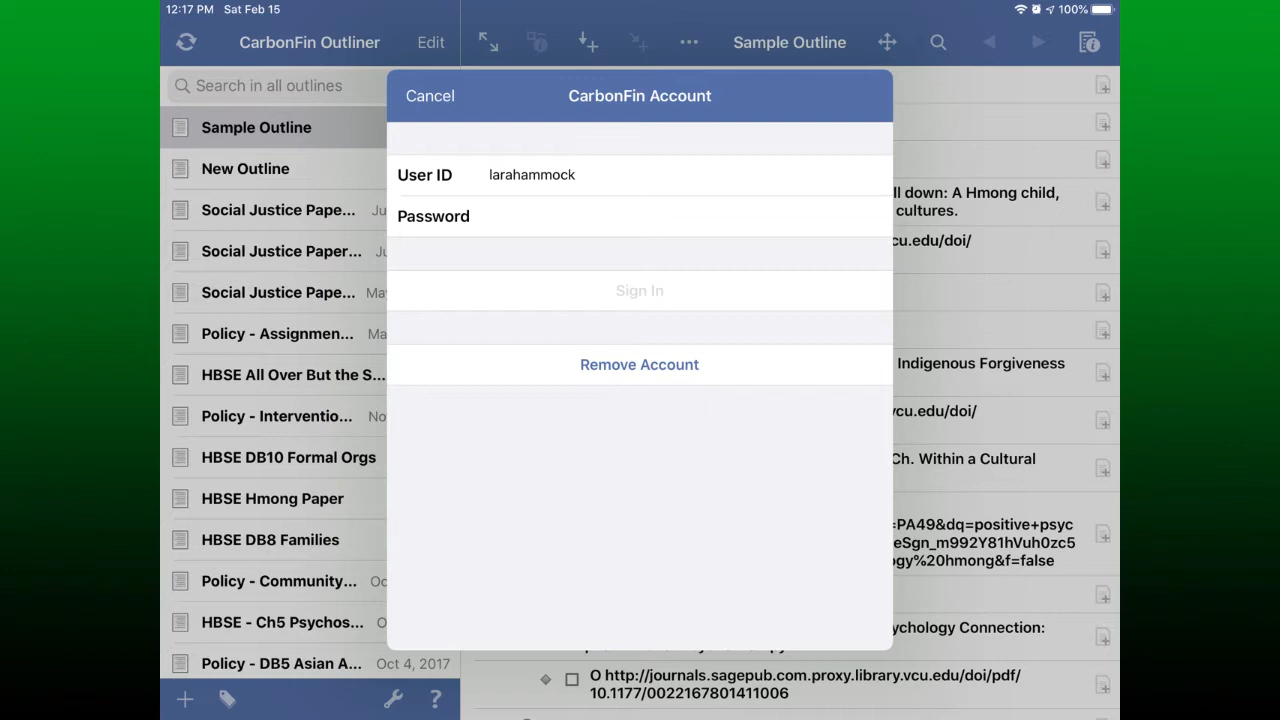 12:17 PM Sat Feb 15
100%
CarbonFin Outliner
Edit
Sample Outline
Search in all outlines
Sample Outline
New Outline
Social Justice Pape... Ju
Social Justice Paper...
Social Justice Pape... Ma
Policy - Assignmen... Ma
HBSE All Over But the S...
Policy - Interventio... No
HBSE DB10 Formal Orgs
HBSE Hmong Paper
HBSE DB8 Families
Policy - Community... Oc
HBSE - Ch5 Psychos... O
Policy - DB5 Asian A... Oct 4, 2017
?
Cancel
CarbonFin Account
User ID larahammock
Password
Sign In
Remove Account
ll down: A Hmong child,
cultures.
cu.edu/doi/
Indigenous Forgiveness
vcu.edu/doi/
Ch. Within a Cultural
=PA49&dq=positive+psyc
eSgn_m992Y81hVuh0zc5
ogy%20hmong&f=false
ychology Connection:
O http://journals.sagepub.com.proxy.library.vcu.edu/doi/pdf/
10.1177/0022167801411006